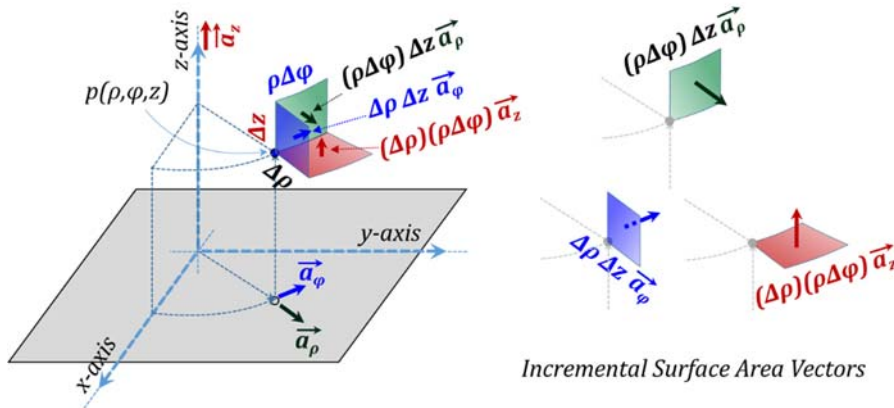 z-axis
a_z
p(ρ,φ,z)
ρΔφ
Δz
Δρ
(ρΔφ) Δz a_ρ
Δρ Δz a_φ
(Δρ)(ρΔφ) a_z
y-axis
x-axis
a_φ
a_ρ
(ρΔφ) Δz a_ρ
Δρ Δz a_φ
(Δρ)(ρΔφ) a_z
Incremental Surface Area Vectors